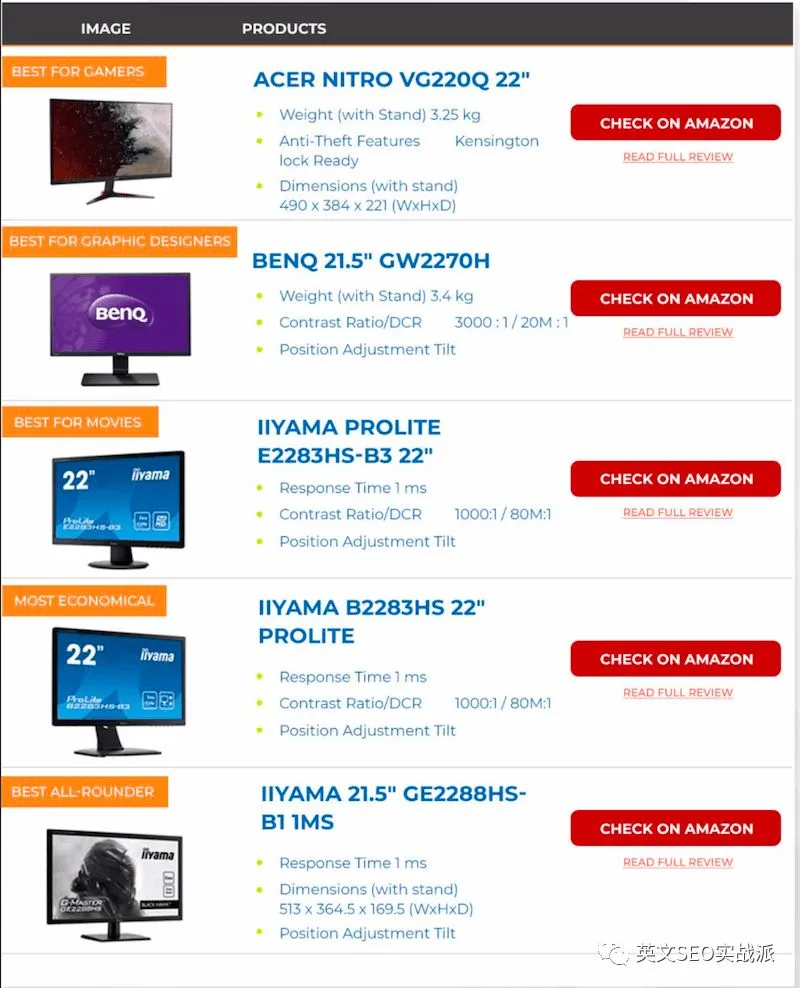 IMAGE PRODUCTS
BEST FOR GAMERS
ACER NITRO VG220Q 22"
Weight (with Stand) 3.25 kg
Anti-Theft Features Kensington
lock Ready
Dimensions (with stand)
490 x 384 x 221 (WxHxD)
CHECK ON AMAZON
READ FULL REVIEW
BEST FOR GRAPHIC DESIGNERS
BenQ
BENQ 21.5" GW2270H
Weight (with Stand) 3.4 kg
Contrast Ratio/DCR 3000 : 1 / 20M : 1
Position Adjustment Tilt
CHECK ON AMAZON
READ FULL REVIEW
BEST FOR MOVIES
22" iiyama
ProLite
E2283HS-B3
IIYAMA PROLITE
E2283HS-B3 22"
Response Time 1 ms
Contrast Ratio/DCR 1000:1 / 80M:1
Position Adjustment Tilt
CHECK ON AMAZON
READ FULL REVIEW
MOST ECONOMICAL
22" iiyama
ProLite
B2283HS-B3
IIYAMA B2283HS 22"
PROLITE
Response Time 1 ms
Contrast Ratio/DCR 1000:1 / 80M:1
Position Adjustment Tilt
CHECK ON AMAZON
READ FULL REVIEW
BEST ALL-ROUNDER
iiyama
G-MASTER
GE2288HS
BLACK HAWK
IIYAMA 21.5" GE2288HS-
B1 1MS
Response Time 1 ms
Dimensions (with stand)
513 x 364.5 x 169.5 (WxHxD)
Position Adjustment Tilt
CHECK ON AMAZON
READ FULL REVIEW
英文SEO实战派